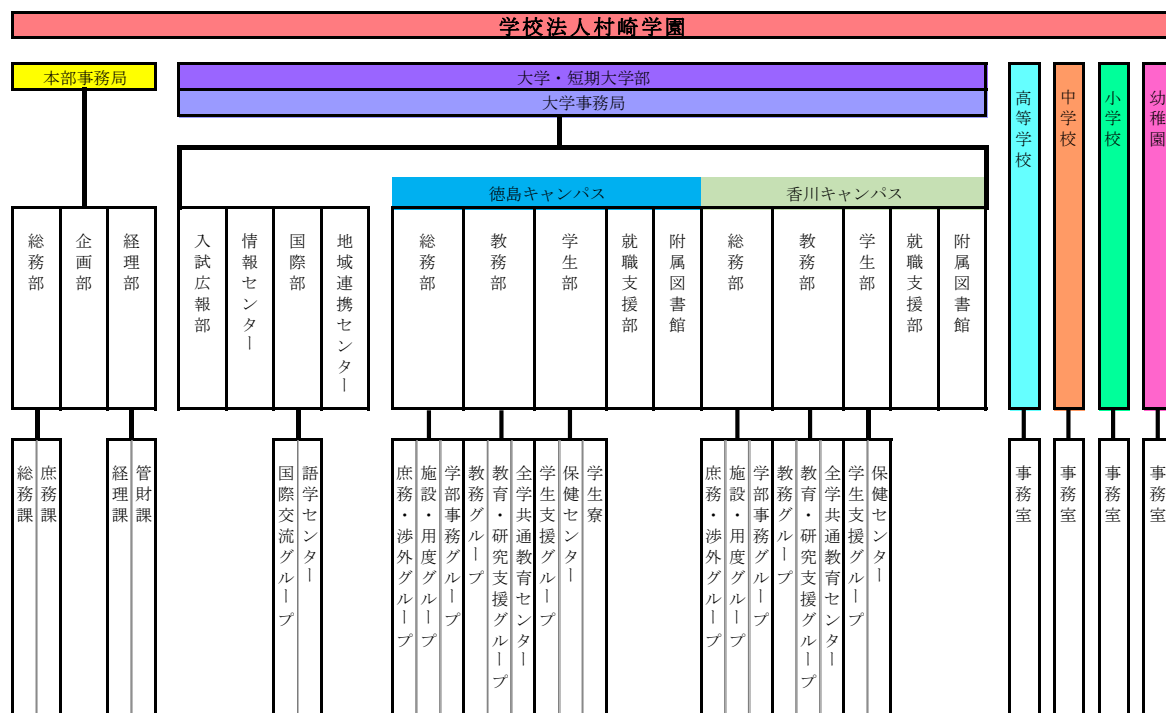 学校法人村崎学園
本部事務局
大学・短期大学部
大学事務局
高等学校
中学校
小学校
幼稚園
徳島キャンパス
香川キャンパス
総務部
企画部
経理部
入試広報部
情報センター
国際部
地域連携センター
総務部
教務部
学生部
就職支援部
附属図書館
総務部
教務部
学生部
就職支援部
附属図書館
総務課
庶務課
経理課
管財課
国際交流グループ
語学センター
庶務・渉外グループ
施設・用度グループ
学部事務グループ
教務グループ
教育・研究支援グループ
全学共通教育センター
学生支援グループ
保健センター
学生寮
庶務・渉外グループ
施設・用度グループ
学部事務グループ
教務グループ
教育・研究支援グループ
全学共通教育センター
学生支援グループ
保健センター
事務室
事務室
事務室
事務室